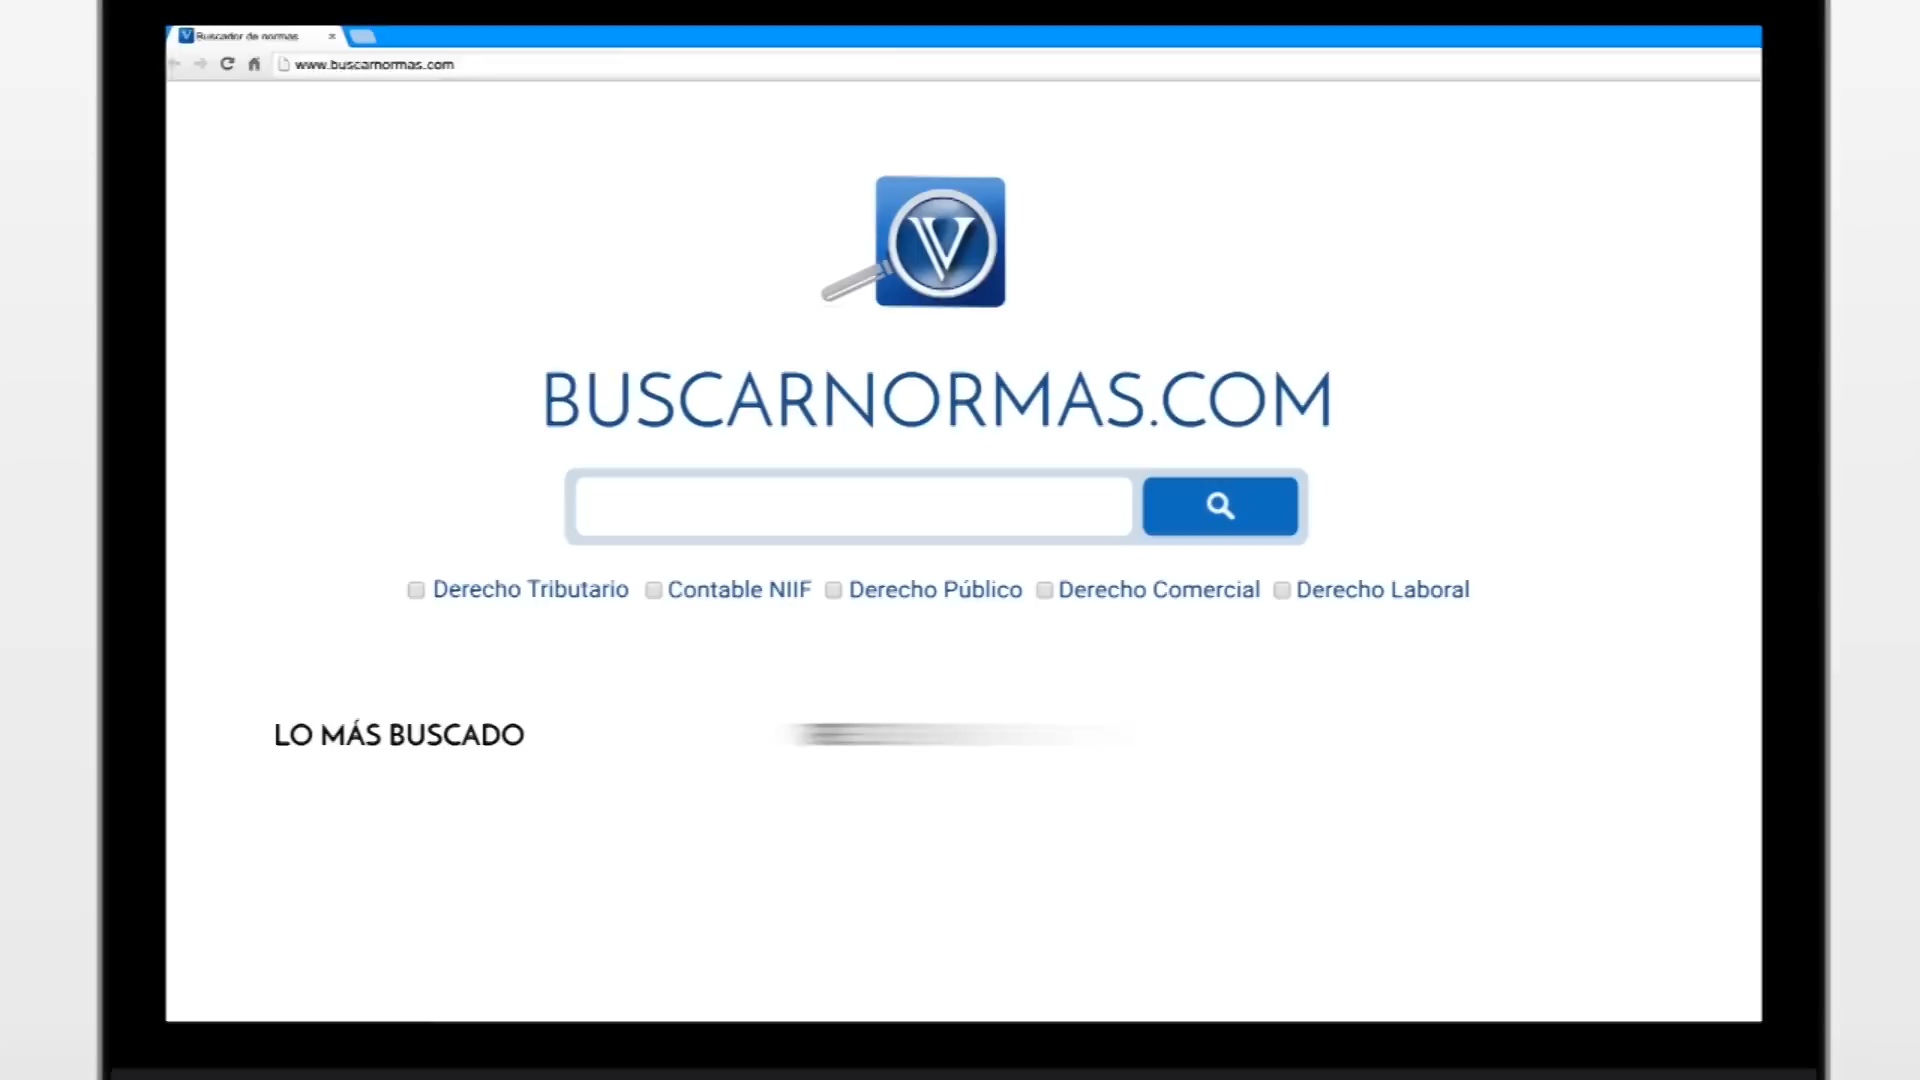 Buscador de normas
www.buscarnormas.com
V
BUSCARNORMAS.COM
Derecho Tributario Contable NIIF Derecho Público Derecho Comercial Derecho Laboral
LO MÁS BUSCADO